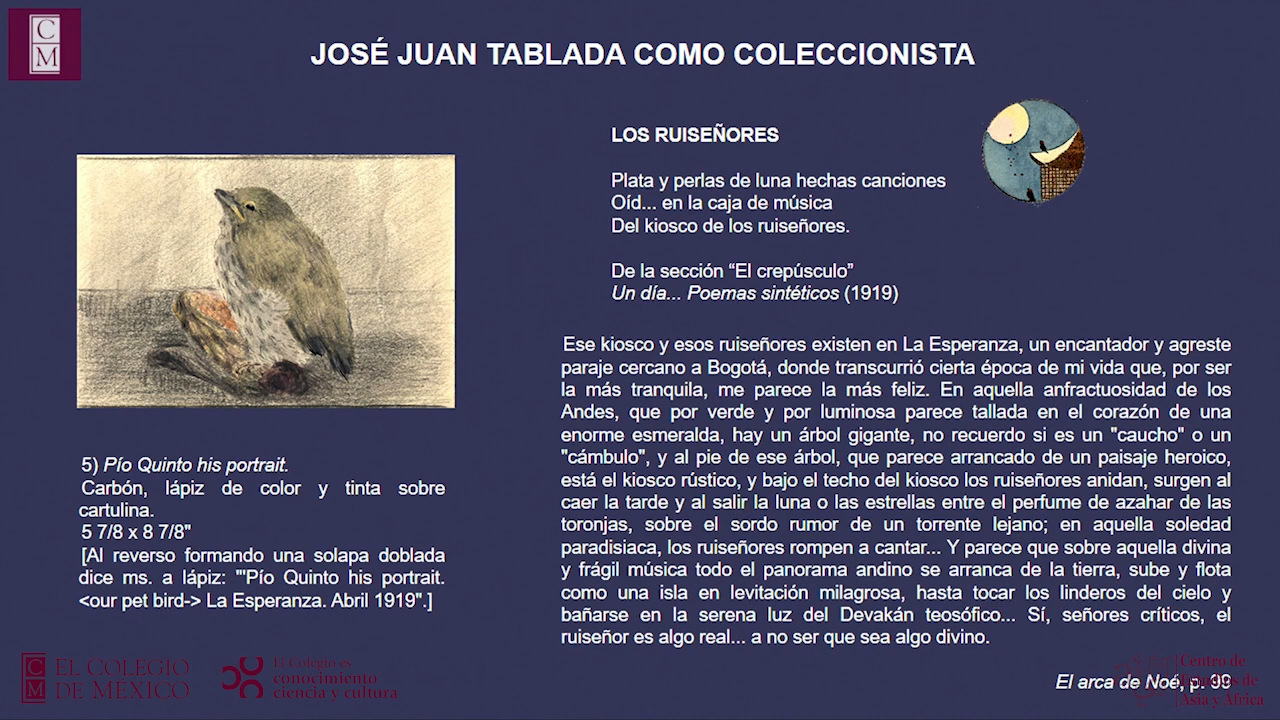 C
M
JOSÉ JUAN TABLADA COMO COLECCIONISTA
LOS RUISEÑORES
Plata y perlas de luna hechas canciones
Oíd... en la caja de música
Del kiosco de los ruiseñores.
De la sección “El crepúsculo”
Un día... Poemas sintéticos (1919)
Ese kiosco y esos ruiseñores existen en La Esperanza, un encantador y agreste
paraje cercano a Bogotá, donde transcurrió cierta época de mi vida que, por ser
la más tranquila, me parece la más feliz. En aquella anfractuosidad de los
Andes, que por verde y por luminosa parece tallada en el corazón de una
enorme esmeralda, hay un árbol gigante, no recuerdo si es un "caucho" o un
"cámbulo", y al pie de ese árbol, que parece arrancado de un paisaje heroico,
está el kiosco rústico, y bajo el techo del kiosco los ruiseñores anidan, surgen al
caer la tarde y al salir la luna o las estrellas entre el perfume de azahar de las
toronjas, sobre el sordo rumor de un torrente lejano; en aquella soledad
paradisiaca, los ruiseñores rompen a cantar... Y parece que sobre aquella divina
y frágil música todo el panorama andino se arranca de la tierra, sube y flota
como una isla en levitación milagrosa, hasta tocar los linderos del cielo y
bañarse en la serena luz del Devakán teosófico... Sí, señores críticos, el
ruiseñor es algo real... a no ser que sea algo divino.
El arca de Noé, p. 99
5) Pío Quinto his portrait.
Carbón, lápiz de color y tinta sobre
cartulina.
5 7/8 x 8 7/8"
[Al reverso formando una solapa doblada
dice ms. a lápiz: "'Pío Quinto his portrait.
<our pet bird-> La Esperanza. Abril 1919".]
C
M
EL COLEGIO
DE MÉXICO
El Colegio es
conocimiento
ciencia y cultura
Centro de
Estudios de
Asia y África